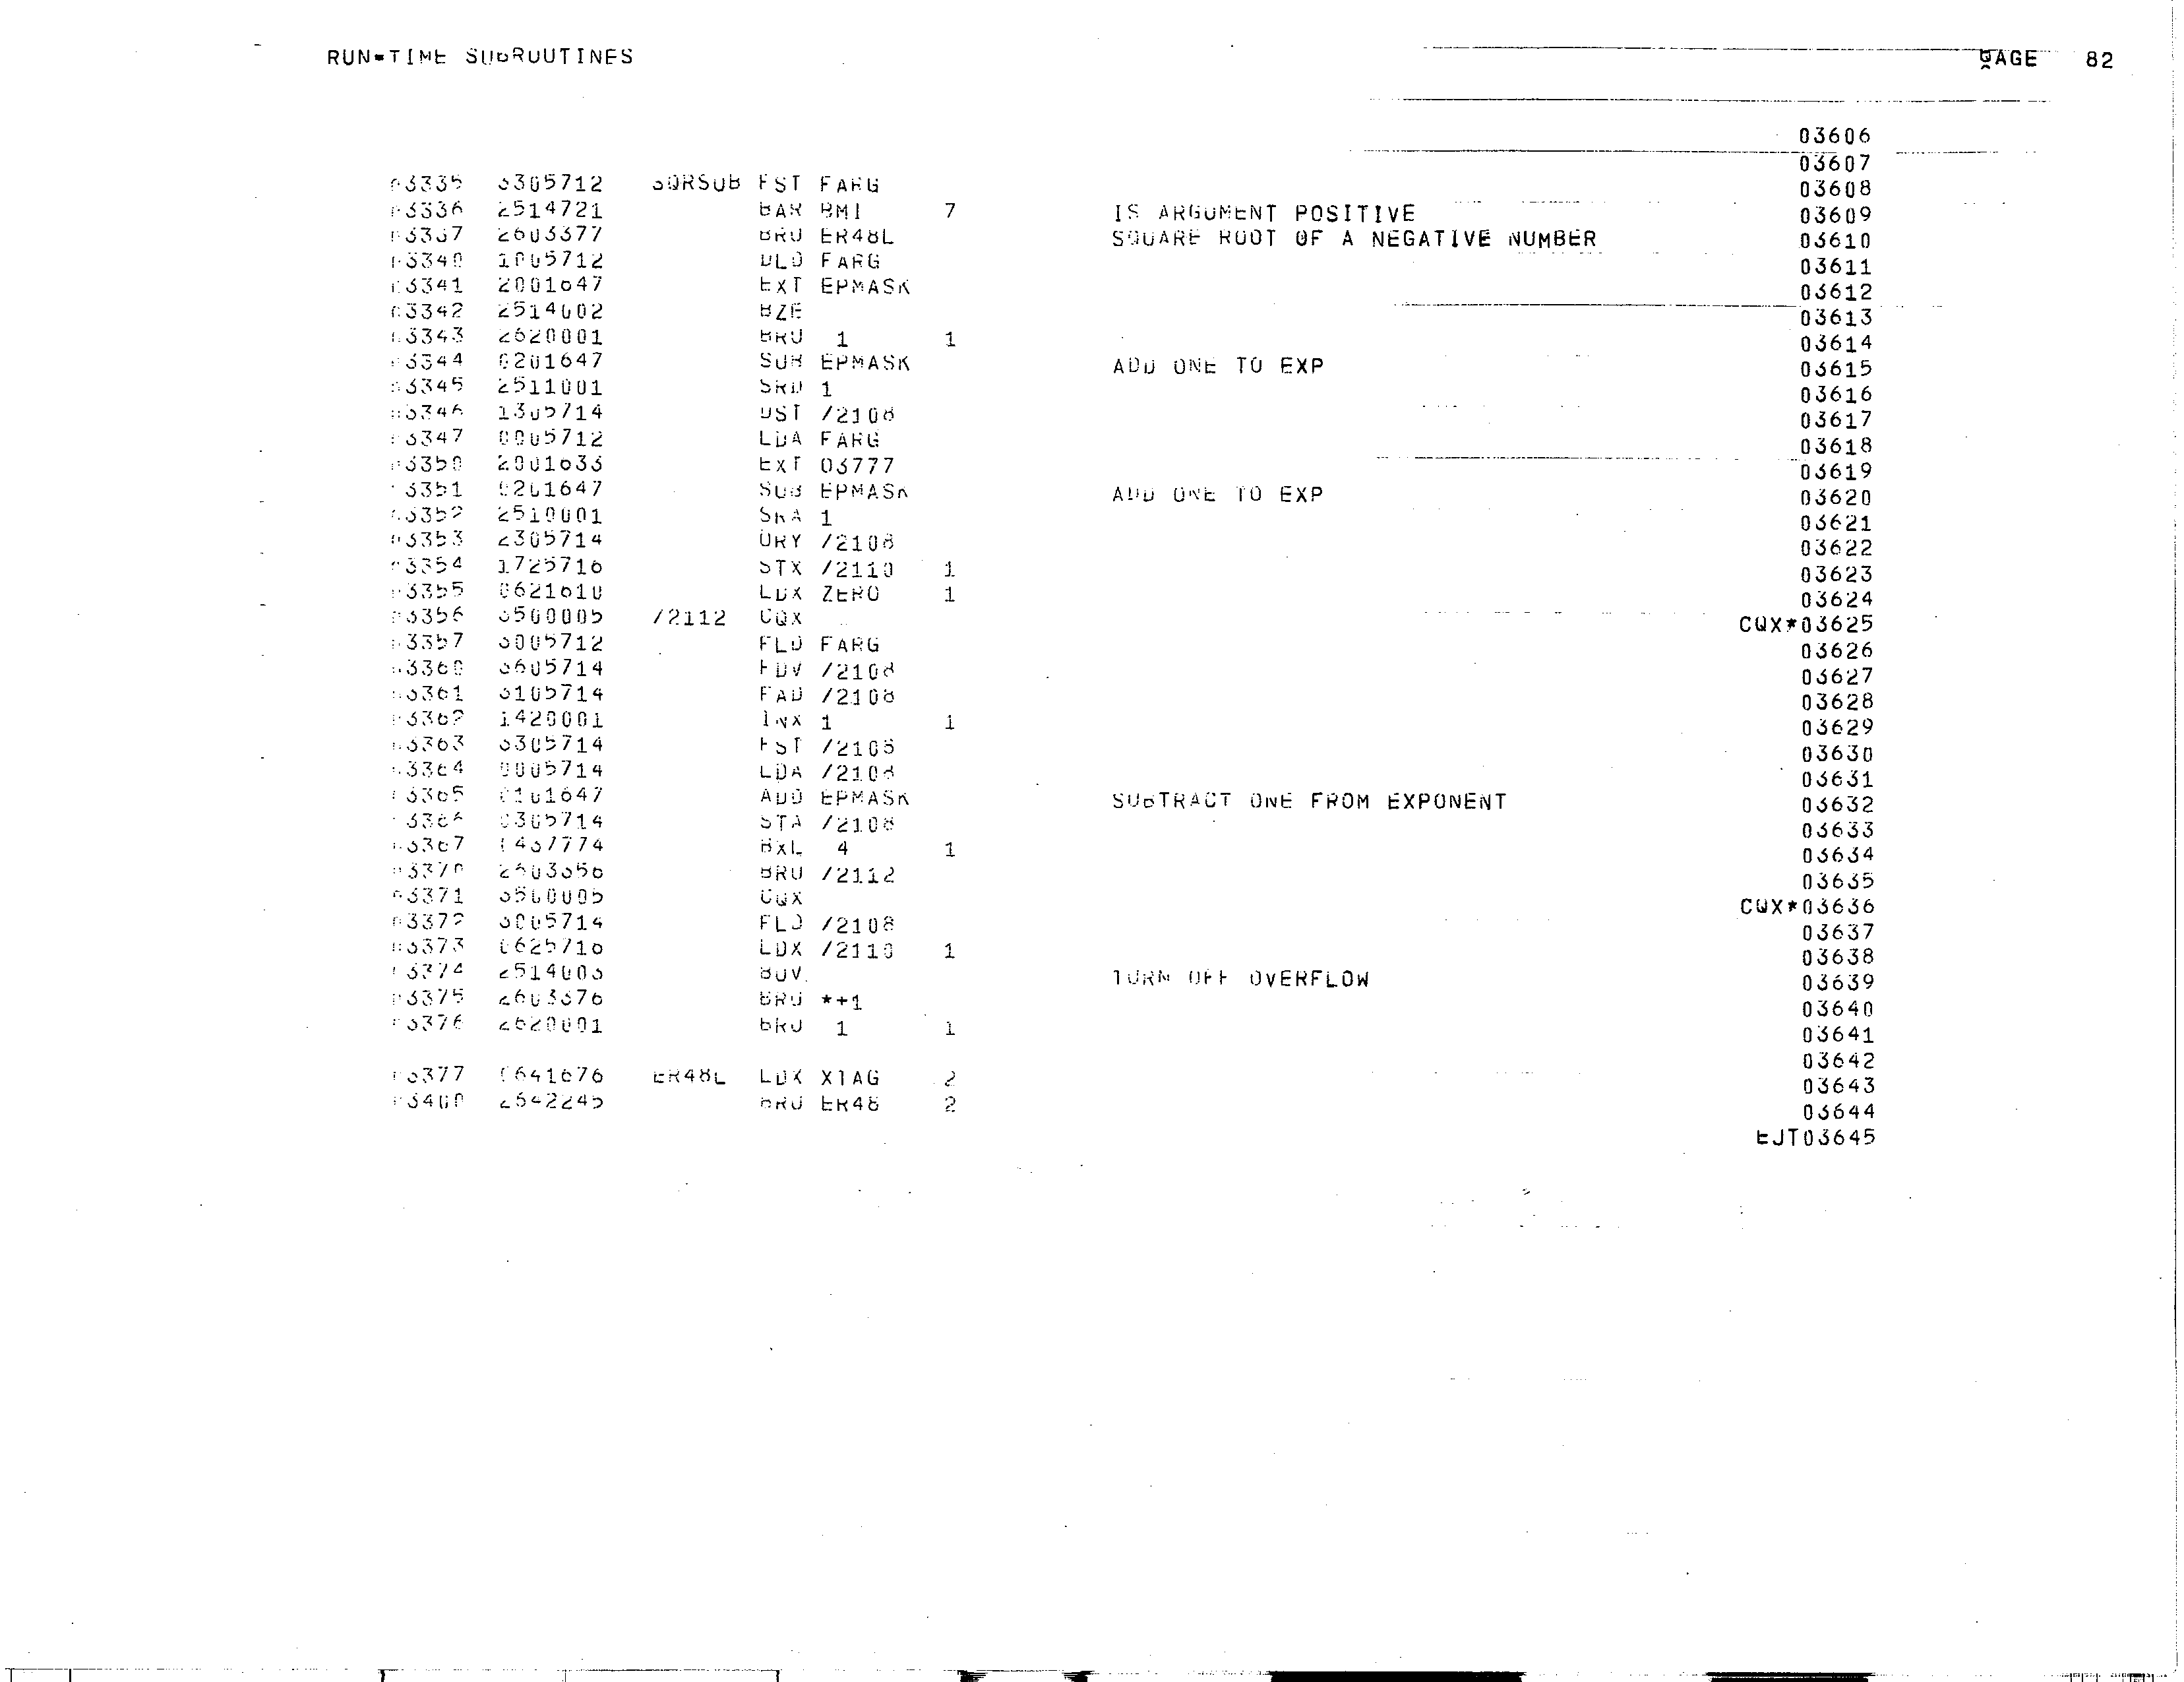 RUN-TIME SUBROUTINES PAGE 82
03606
03607
03335 3305712 SQRSUB FST FARG 03608
03336 2514721 BAR BMI 7 IS ARGUMENT POSITIVE 03609
03337 2603377 BRU ER48L SQUARE ROOT OF A NEGATIVE NUMBER 03610
03340 1005712 DLD FARG 03611
03341 2001647 EXT EPMASK 03612
03342 2514002 BZE 03613
03343 2620001 BRU 1 1 03614
03344 0201647 SUB EPMASK ADD ONE TO EXP 03615
03345 2511001 SRD 1 03616
03346 1305714 DST /2108 03617
03347 0005712 LDA FARG 03618
03350 2001633 EXT 03777 03619
03351 0201647 SUB EPMASK ADD ONE TO EXP 03620
03352 2510001 SRA 1 03621
03353 2305714 ORY /2108 03622
03354 1725716 STX /2110 1 03623
03355 0621610 LDX ZERO 1 03624
03356 3500005 /2112 CQX CQX*03625
03357 3005712 FLD FARG 03626
03360 3605714 FDV /2108 03627
03361 3105714 FAD /2108 03628
03362 1420001 INX 1 1 03629
03363 3305714 FST /2108 03630
03364 0005714 LDA /2108 03631
03365 0101647 ADD EPMASK SUBTRACT ONE FROM EXPONENT 03632
03366 0305714 STA /2108 03633
03367 0437774 BXL 4 1 03634
03370 2603356 BRU /2112 03635
03371 3500005 CQX CQX*03636
03372 3005714 FLD /2108 03637
03373 0625716 LDX /2110 1 03638
03374 2514003 BOV TURN OFF OVERFLOW 03639
03375 2603376 BRU *+1 03640
03376 2620001 BRU 1 1 03641
03642
03377 0641676 ER48L LDX XTAG 2 03643
03400 2642245 BRU ER48 2 03644
EJT03645